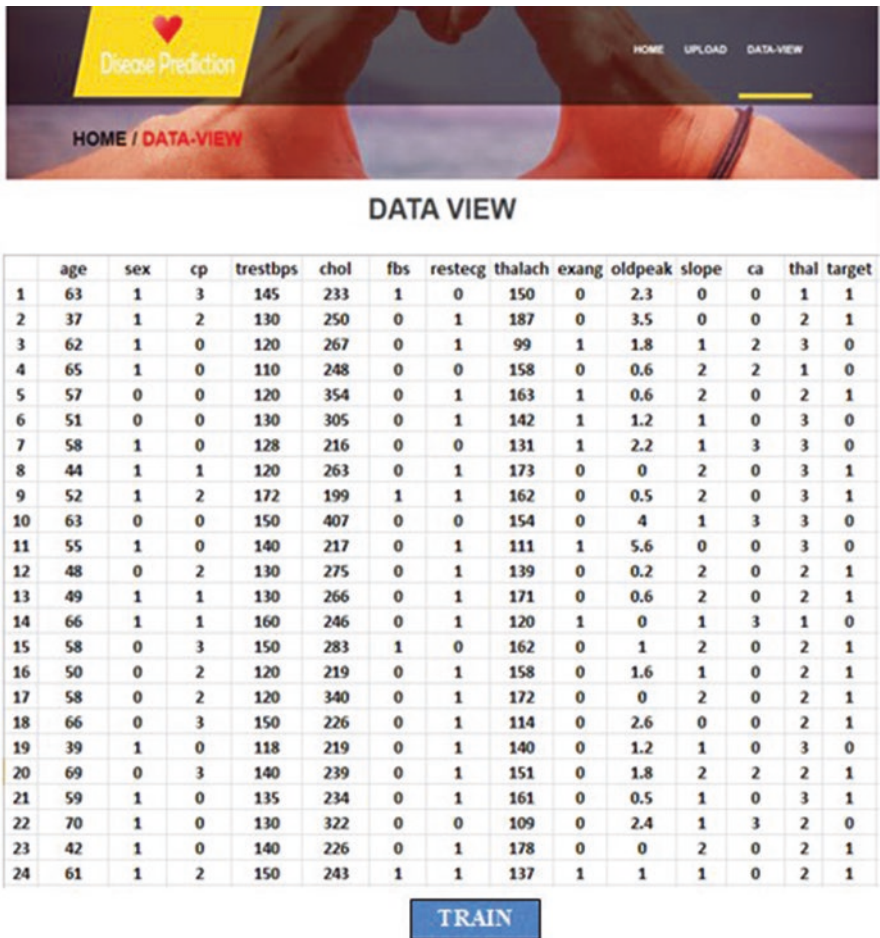 Disease Prediction
HOME UPLOAD DATA-VIEW
HOME / DATA-VIEW
DATA VIEW
age sex cp trestbps chol fbs restecg thalach exang oldpeak slope ca thal target
1 63 1 3 145 233 1 0 150 0 2.3 0 0 1 1
2 37 1 2 130 250 0 1 187 0 3.5 0 0 2 1
3 62 1 0 120 267 0 1 99 1 1.8 1 2 3 0
4 65 1 0 110 248 0 0 158 0 0.6 2 2 1 0
5 57 0 0 120 354 0 1 163 1 0.6 2 0 2 1
6 51 0 0 130 305 0 1 142 1 1.2 1 0 3 0
7 58 1 0 128 216 0 0 131 1 2.2 1 3 3 0
8 44 1 1 120 263 0 1 173 0 0 2 0 3 1
9 52 1 2 172 199 1 1 162 0 0.5 2 0 3 1
10 63 0 0 150 407 0 0 154 0 4 1 3 3 0
11 55 1 0 140 217 0 1 111 1 5.6 0 0 3 0
12 48 0 2 130 275 0 1 139 0 0.2 2 0 2 1
13 49 1 1 130 266 0 1 171 0 0.6 2 0 2 1
14 66 1 1 160 246 0 1 120 1 0 1 3 1 0
15 58 0 3 150 283 1 0 162 0 1 2 0 2 1
16 50 0 2 120 219 0 1 158 0 1.6 1 0 2 1
17 58 0 2 120 340 0 1 172 0 0 2 0 2 1
18 66 0 3 150 226 0 1 114 0 2.6 0 0 2 1
19 39 1 0 118 219 0 1 140 0 1.2 1 0 3 0
20 69 0 3 140 239 0 1 151 0 1.8 2 2 2 1
21 59 1 0 135 234 0 1 161 0 0.5 1 0 3 1
22 70 1 0 130 322 0 0 109 0 2.4 1 3 2 0
23 42 1 0 140 226 0 1 178 0 0 2 0 2 1
24 61 1 2 150 243 1 1 137 1 1 1 0 2 1
TRAIN